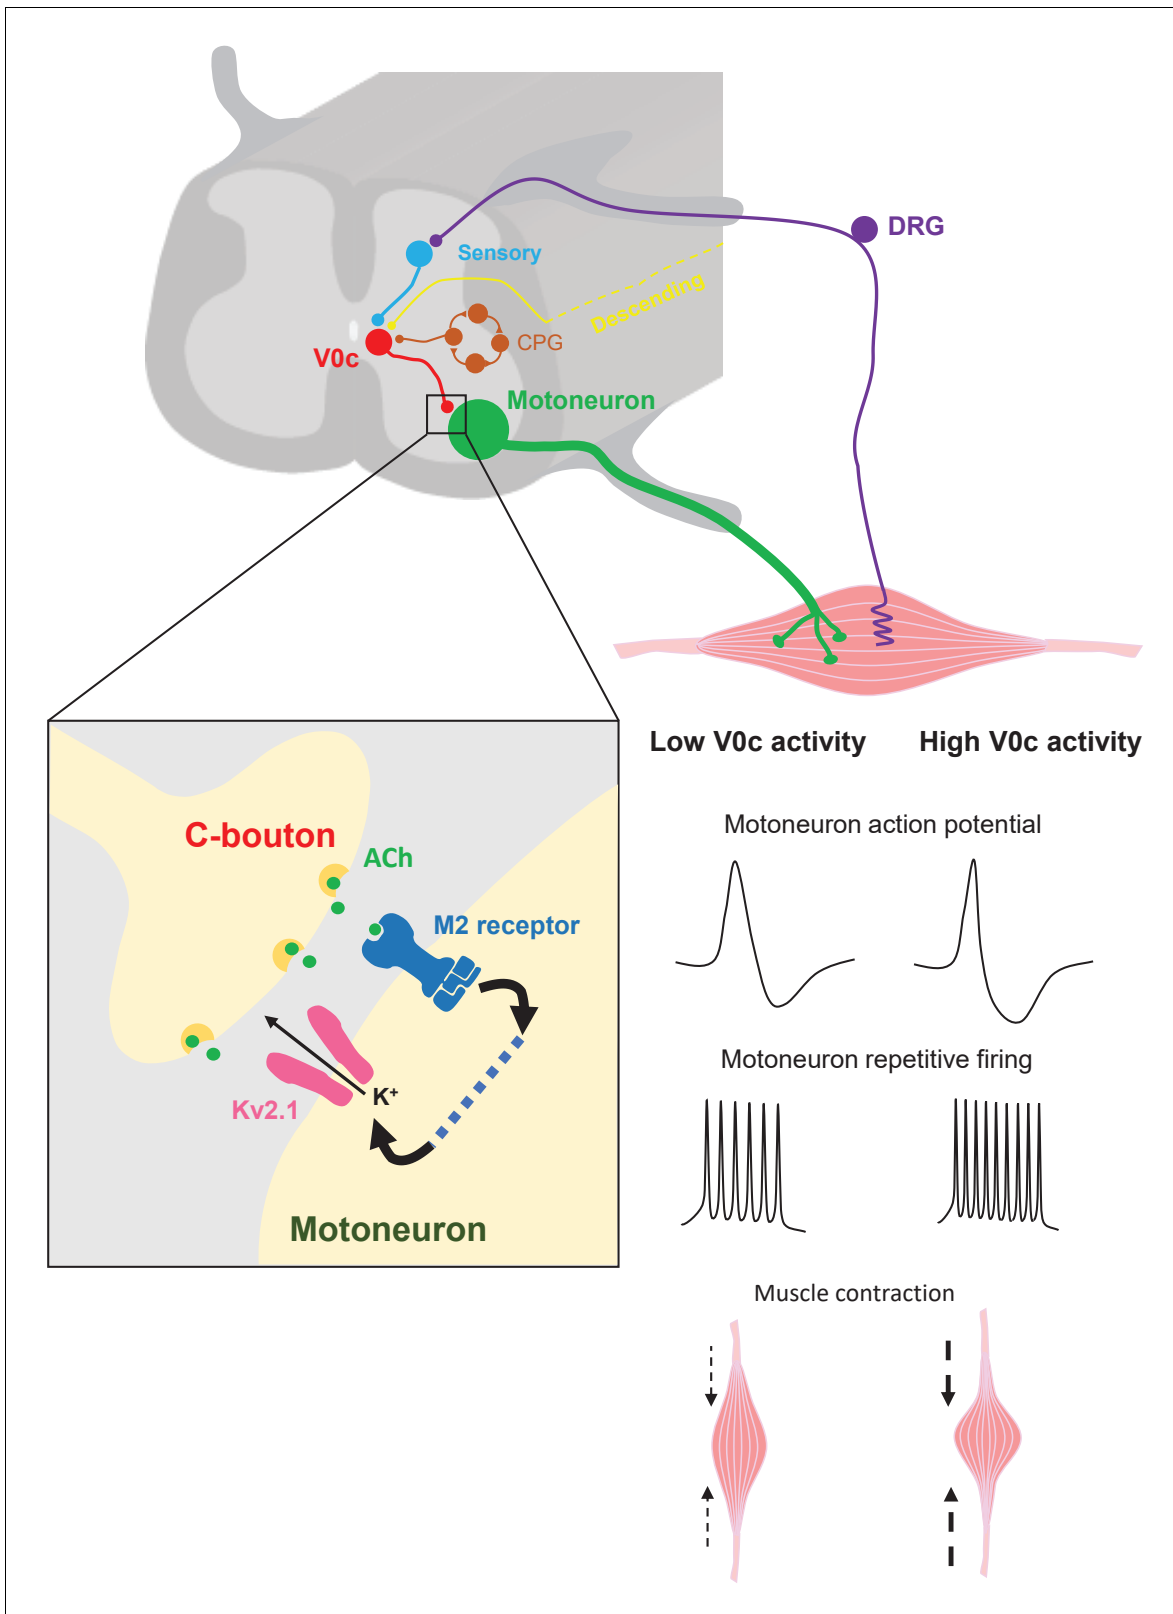 DRG
Sensory
Descending
CPG
V0c
Motoneuron
Low V0c activity
High V0c activity
C-bouton
ACh
M2 receptor
Kv2.1
K⁺
Motoneuron
Motoneuron action potential
Motoneuron repetitive firing
Muscle contraction